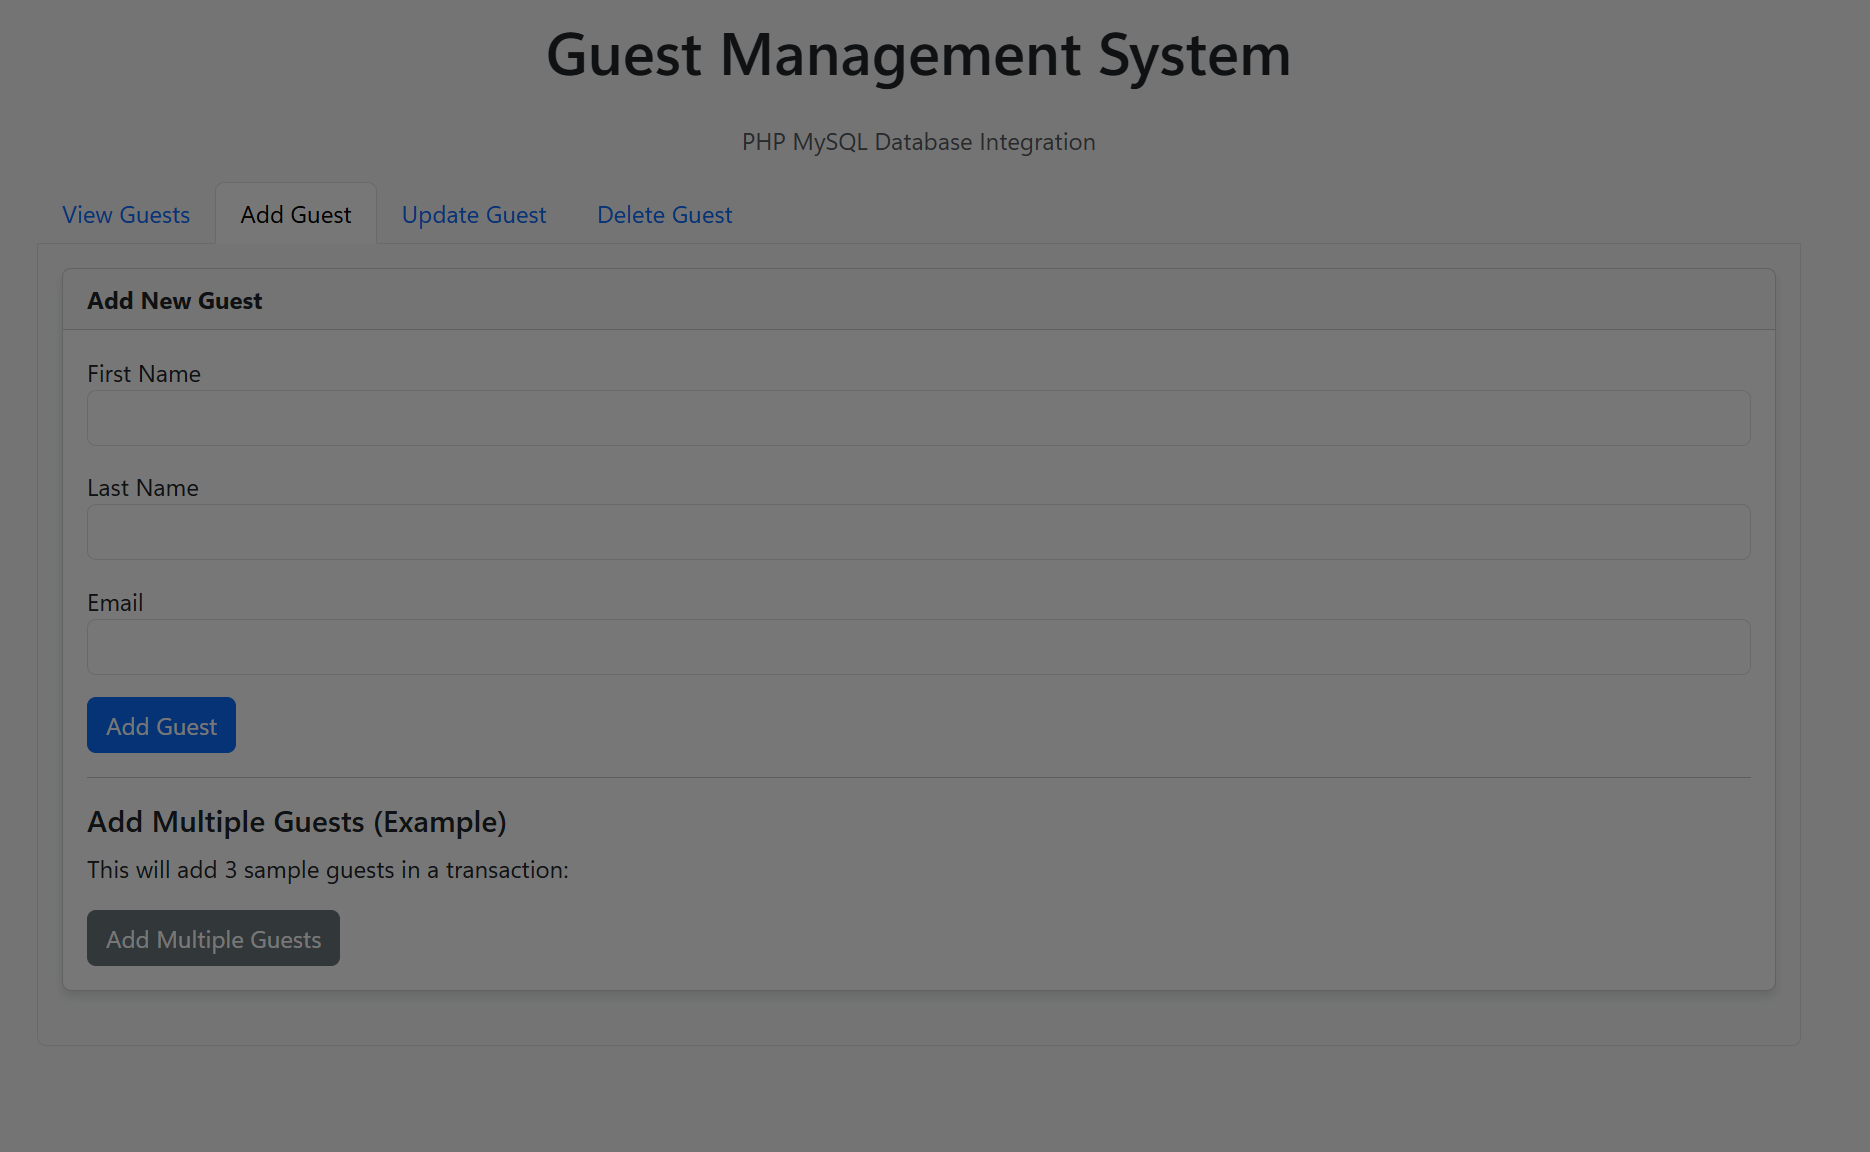 Guest Management System
PHP MySQL Database Integration
View Guests Add Guest Update Guest Delete Guest
Add New Guest
First Name
Last Name
Email
Add Guest
Add Multiple Guests (Example)
This will add 3 sample guests in a transaction:
Add Multiple Guests